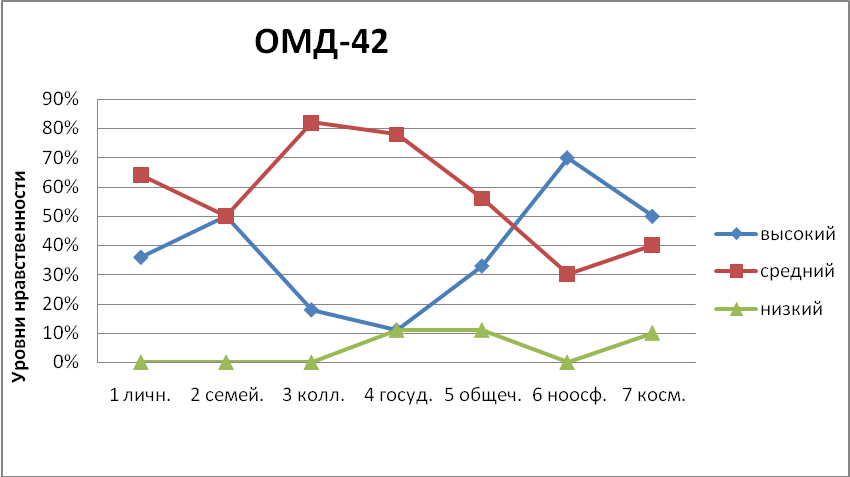 ОМД-42
Уровни нравственности
90%
80%
70%
60%
50%
40%
30%
20%
10%
0%
1 личн. 2 семей. 3 колл. 4 госуд. 5 общеч. 6 ноосф. 7 косм.
высокий
средний
низкий